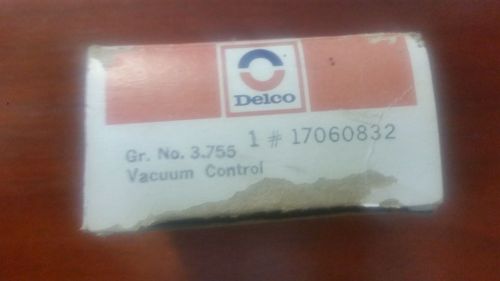 Delco
1 # 17060832
Gr. No. 3.755
Vacuum Control